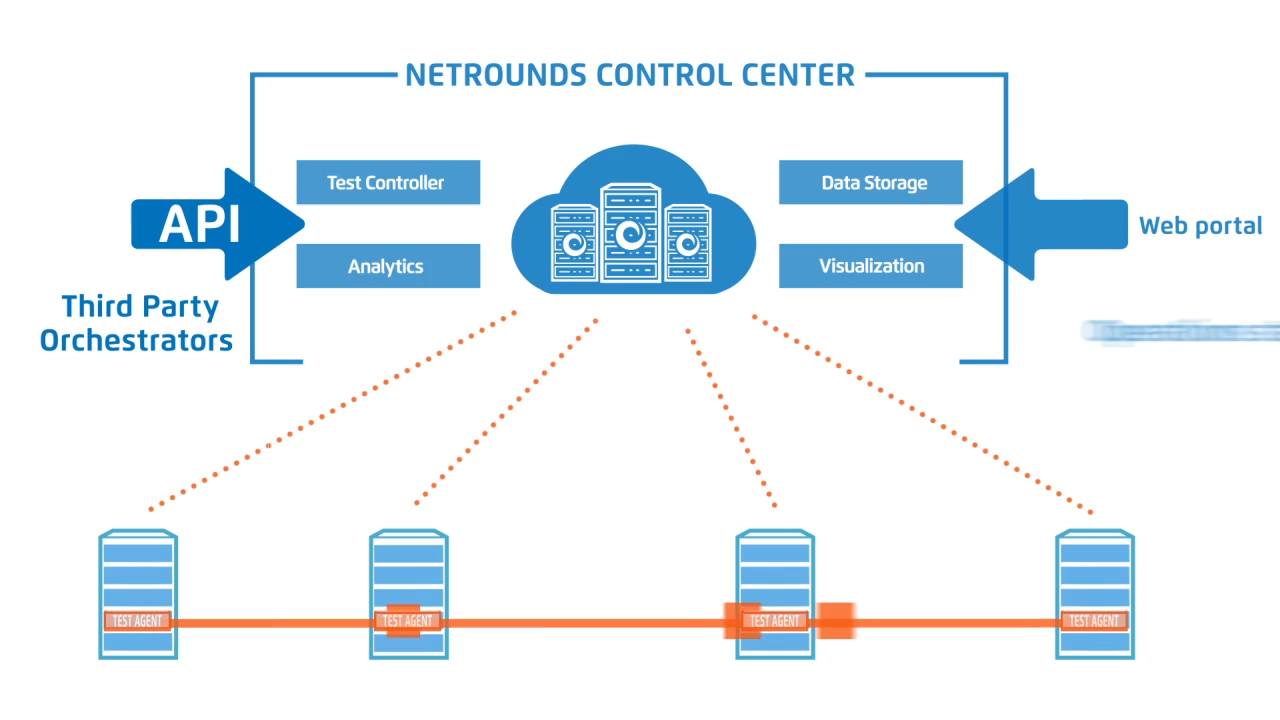 NETROUNDS CONTROL CENTER
Test Controller
Data Storage
API
Web portal
Analytics
Visualization
Third Party
Orchestrators
TEST AGENT
TEST AGENT
TEST AGENT
TEST AGENT